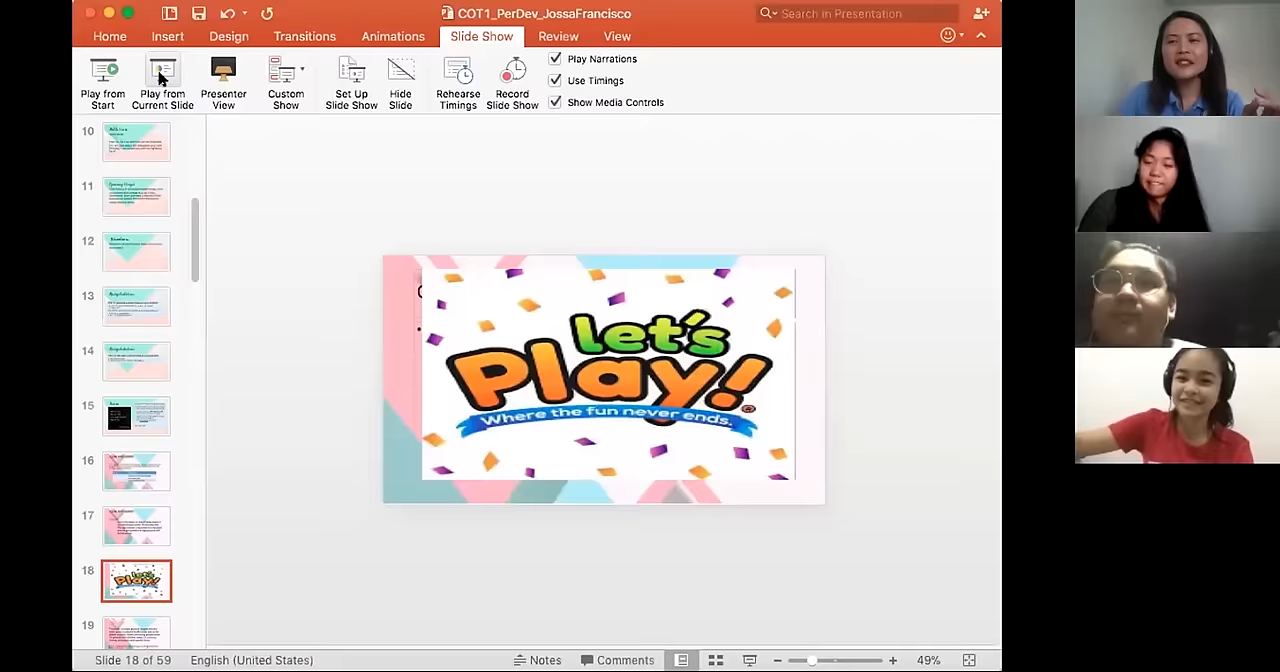 COT1_PerDev_JossaFrancisco
Search in Presentation
Home
Insert
Design
Transitions
Animations
Slide Show
Review
View
Play from Start
Play from Current Slide
Presenter View
Custom Show
Set Up Slide Show
Hide Slide
Rehearse Timings
Record Slide Show
Play Narrations
Use Timings
Show Media Controls
10
11
12
13
14
15
16
17
18
19
let's
Play!®
Where the fun never ends.
Slide 18 of 59
English (United States)
Notes
Comments
49%